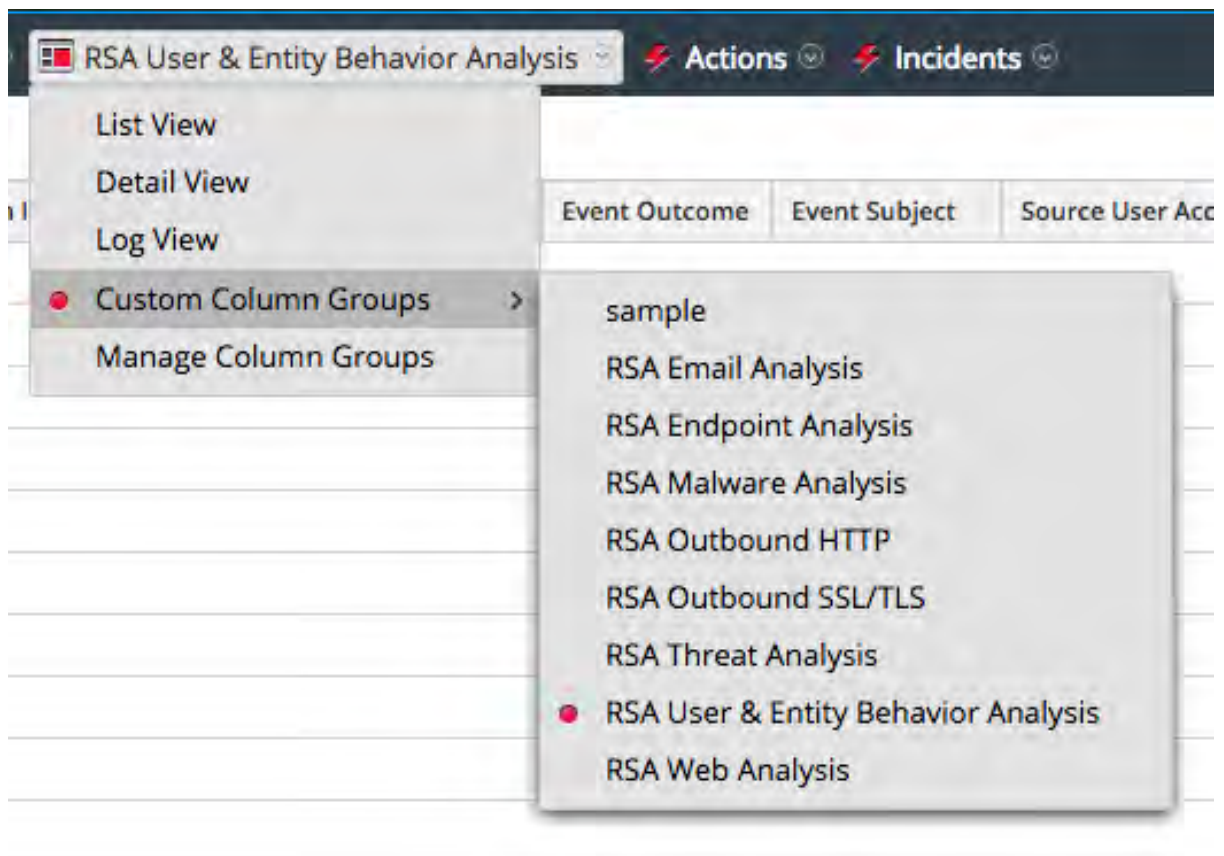 RSA User & Entity Behavior Analysis Actions Incidents
List View
Detail View
Log View
Custom Column Groups >
Manage Column Groups
Event Outcome Event Subject Source User
sample
RSA Email Analysis
RSA Endpoint Analysis
RSA Malware Analysis
RSA Outbound HTTP
RSA Outbound SSL/TLS
RSA Threat Analysis
RSA User & Entity Behavior Analysis
RSA Web Analysis